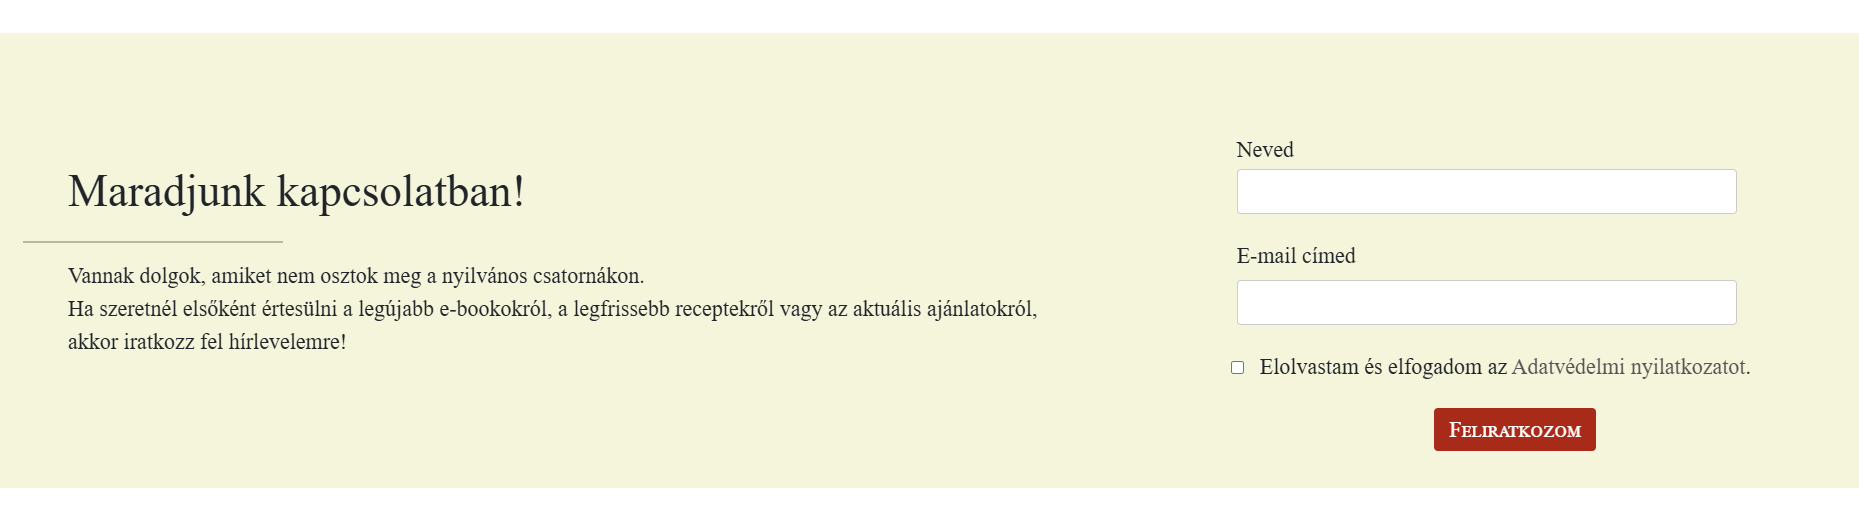 Maradjunk kapcsolatban!
Vannak dolgok, amiket nem osztok meg a nyilvános csatornákon.
Ha szeretnél elsőként értesülni a legújabb e-bookokról, a legfrissebb receptekről vagy az aktuális ajánlatokról,
akkor iratkozz fel hírlevelemre!
Neved
E-mail címed
Elolvastam és elfogadom az Adatvédelmi nyilatkozatot.
Feliratkozom